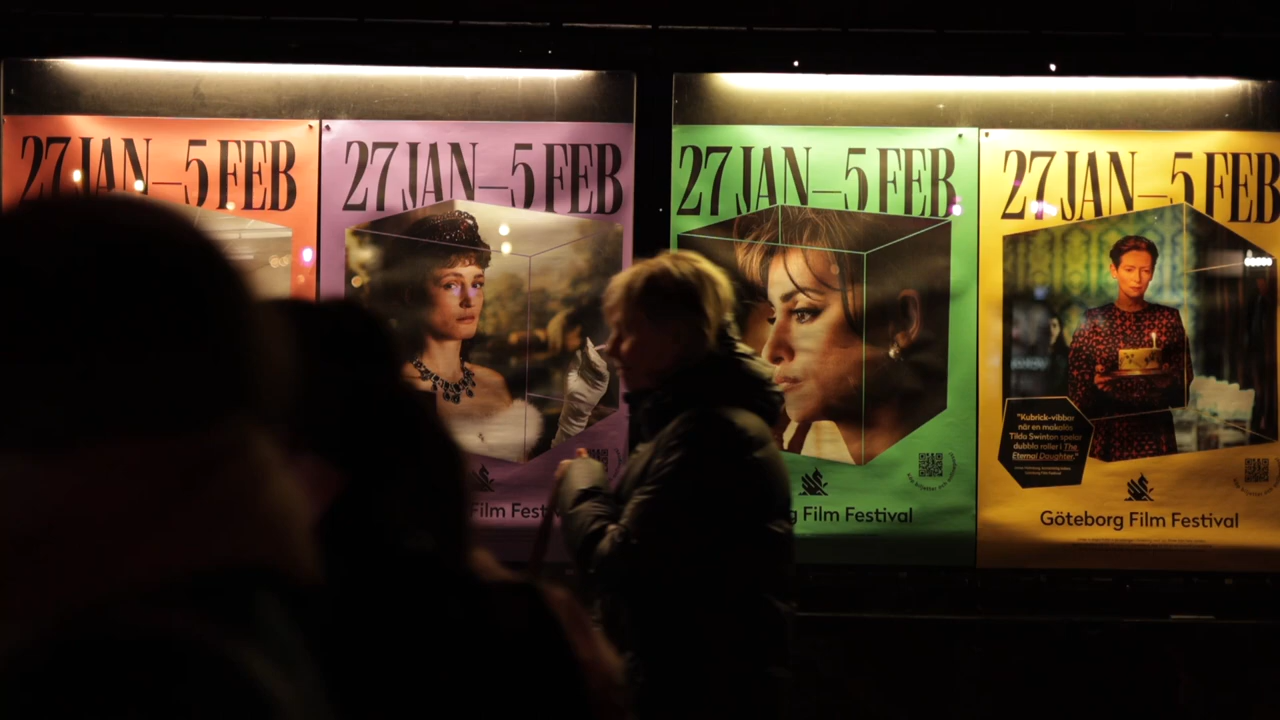 27 JAN–5 FEB
27 JAN–5 FEB
Film Fest
27 JAN–5 FEB
Film Festival
27 JAN–5 FEB
"Kubrick-vibbar
när en makalös
Tilda Swinton spelar
dubbla roller i The
Eternal Daughter."
Göteborg Film Festival